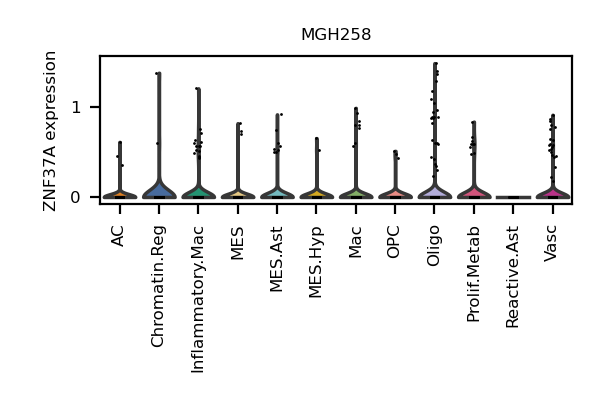 MGH258
ZNF37A expression
1
0
AC
Chromatin.Reg
Inflammatory.Mac
MES
MES.Ast
MES.Hyp
Mac
OPC
Oligo
Prolif.Metab
Reactive.Ast
Vasc